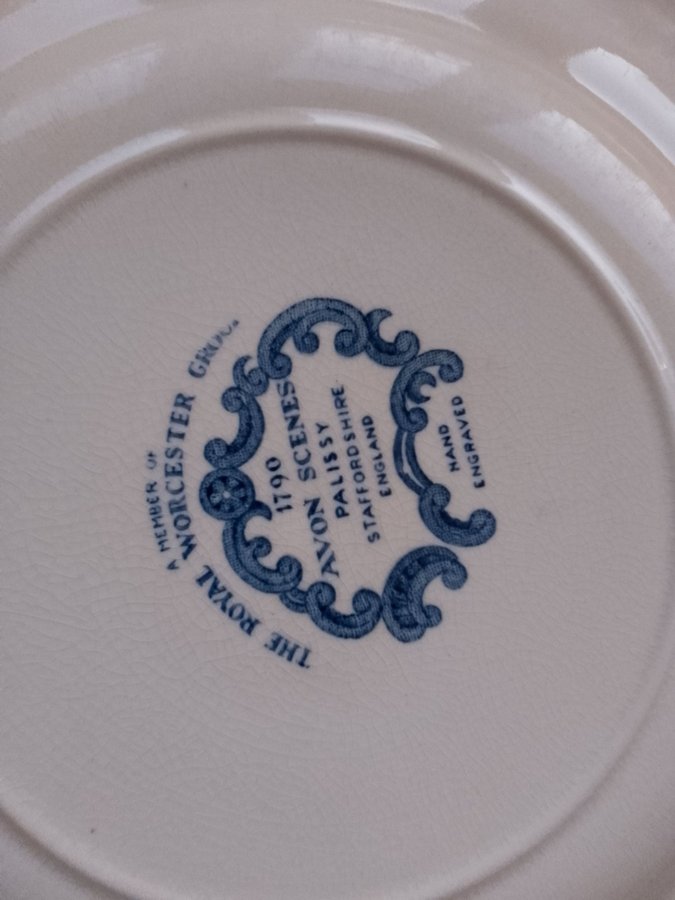 A MEMBER OF
THE ROYAL WORCESTER GROUP
1790
AVON SCENES
PALISSY
STAFFORDSHIRE
ENGLAND
HAND
ENGRAVED